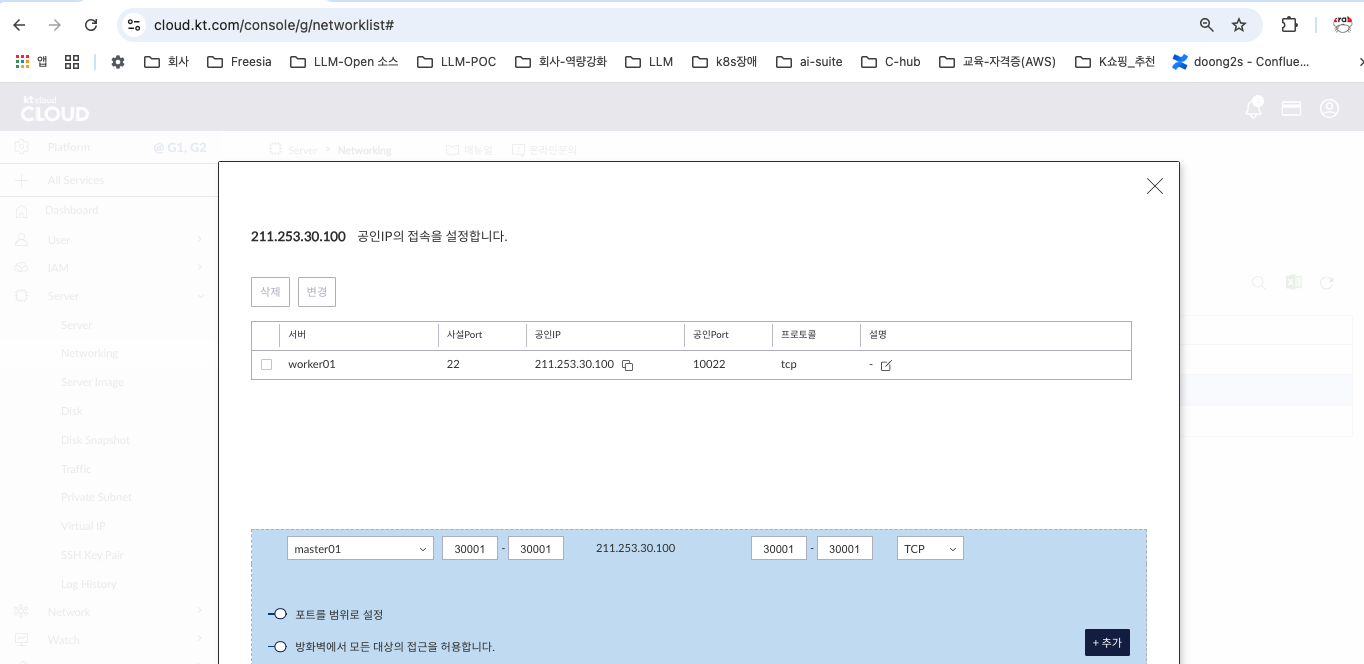 cloud.kt.com/console/g/networklist#
앱 회사 Freesia LLM-Open 소스 LLM-POC 회사-역량강화 LLM k8s장애 ai-suite C-hub 교육-자격증(AWS) K쇼핑_추천 doong2s - Conflue...
kt cloud
CLOUD
Platform @ G1, G2 Server > Networking 매뉴얼 온라인문의
All Services
Dashboard
User
IAM
Server
Server
Networking
Server Image
Disk
Disk Snapshot
Traffic
Private Subnet
Virtual IP
SSH Key Pair
Log History
Network
Watch
211.253.30.100 공인IP의 접속을 설정합니다.
삭제 변경
서버 사설Port 공인IP 공인Port 프로토콜 설명
worker01 22 211.253.30.100 10022 tcp -
master01 30001 - 30001 211.253.30.100 30001 - 30001 TCP
포트를 범위로 설정
방화벽에서 모든 대상의 접근을 허용합니다.
+ 추가